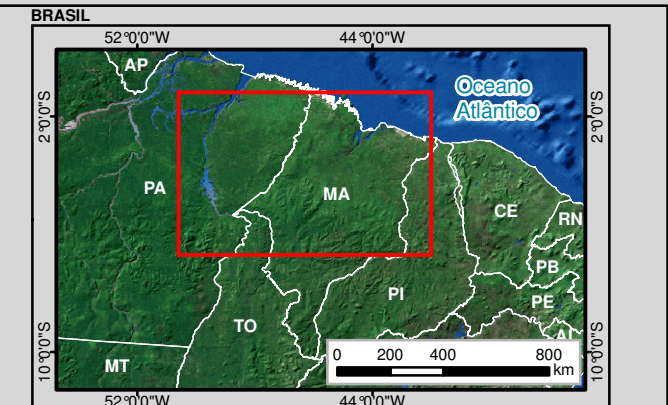 BRASIL
52°0'0"W
44°0'0"W
AP
Oceano
Atlântico
2°0'0"S
2°0'0"S
PA
MA
CE
RN
PB
PI
PE
TO
AL
10°0'0"S
10°0'0"S
MT
0 200 400 800
km
52°0'0"W
44°0'0"W